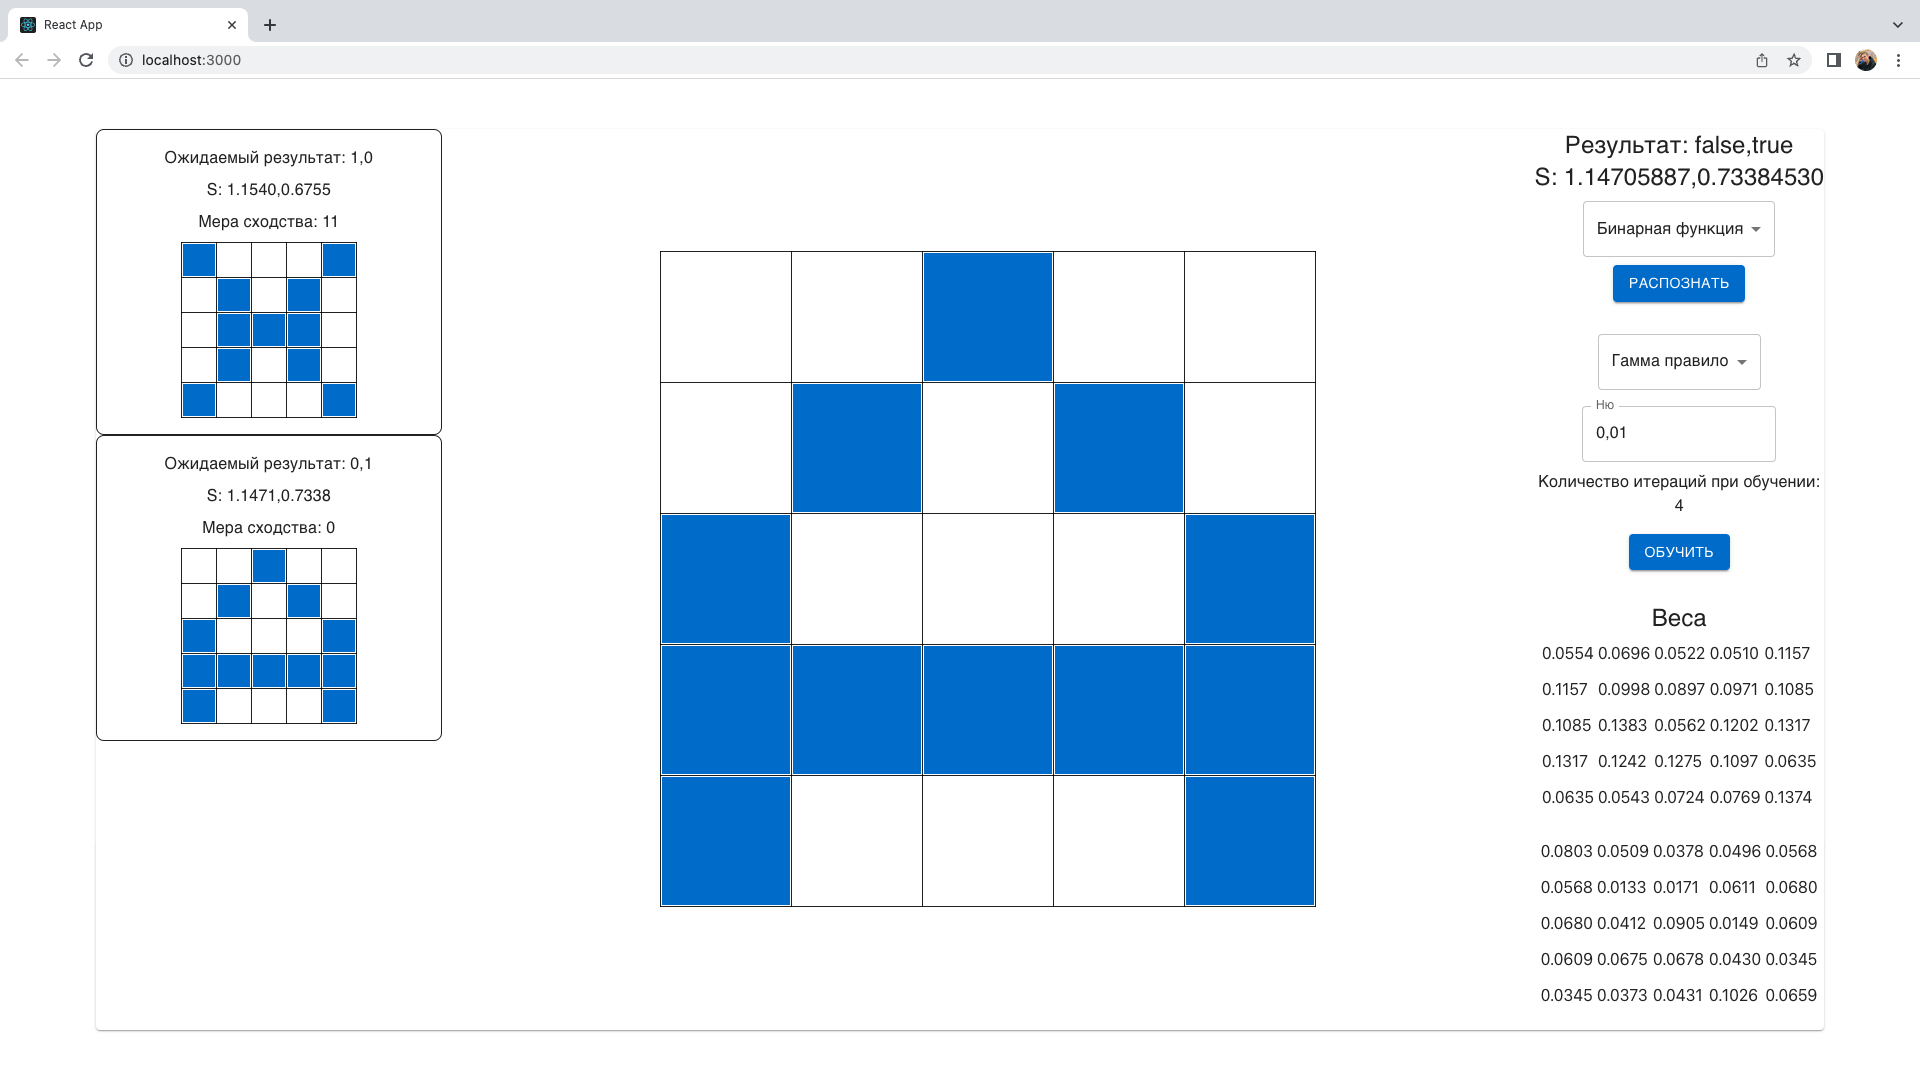 React App
localhost:3000
Ожидаемый результат: 1,0
S: 1.1540,0.6755
Мера сходства: 11
Ожидаемый результат: 0,1
S: 1.1471,0.7338
Мера сходства: 0
Результат: false,true
S: 1.14705887,0.73384530
Бинарная функция
РАСПОЗНАТЬ
Гамма правило
Ню
0,01
Количество итераций при обучении:
4
ОБУЧИТЬ
Веса
0.0554 0.0696 0.0522 0.0510 0.1157
0.1157 0.0998 0.0897 0.0971 0.1085
0.1085 0.1383 0.0562 0.1202 0.1317
0.1317 0.1242 0.1275 0.1097 0.0635
0.0635 0.0543 0.0724 0.0769 0.1374
0.0803 0.0509 0.0378 0.0496 0.0568
0.0568 0.0133 0.0171 0.0611 0.0680
0.0680 0.0412 0.0905 0.0149 0.0609
0.0609 0.0675 0.0678 0.0430 0.0345
0.0345 0.0373 0.0431 0.1026 0.0659